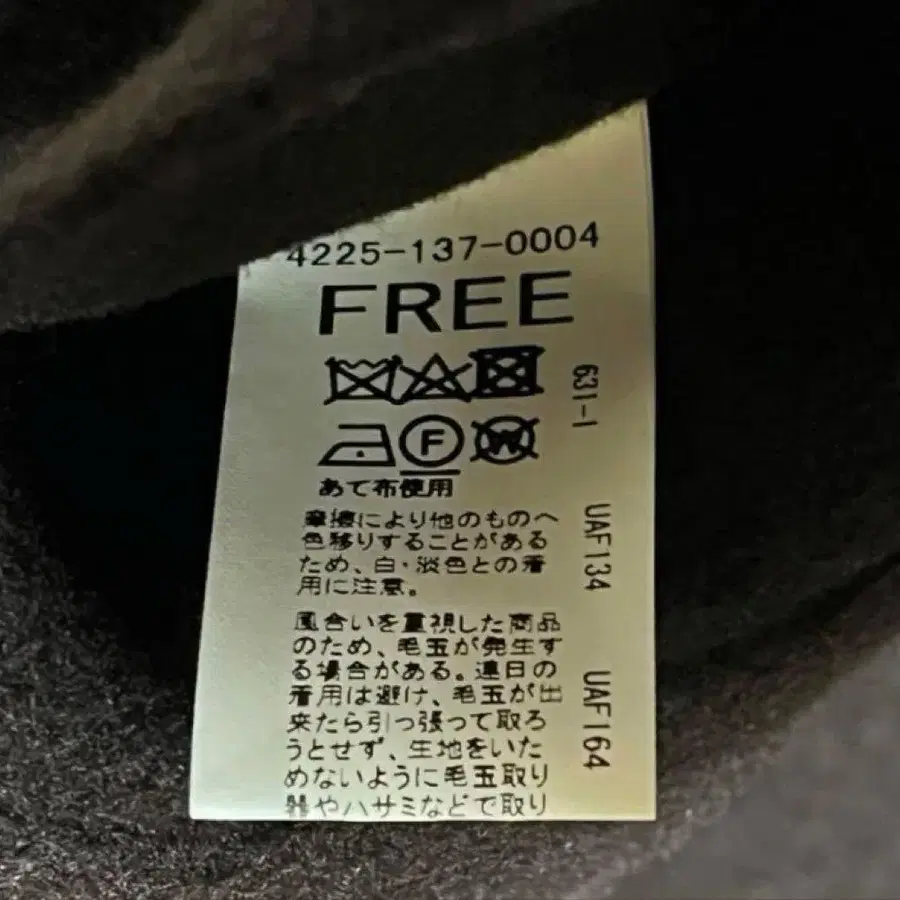 4225-137-0004
FREE
F W
あて布使用
摩擦により他のものへ
色移りすることがある
ため、白・淡色との着
用に注意。
風合いを重視した商品
のため、毛玉が発生す
る場合がある。連日の
着用は避け、毛玉が出
来たら引っ張って取ろ
うとせず、生地をいた
めないように毛玉取り
器やハサミなどで取り
631-1
UAF134
UAF164